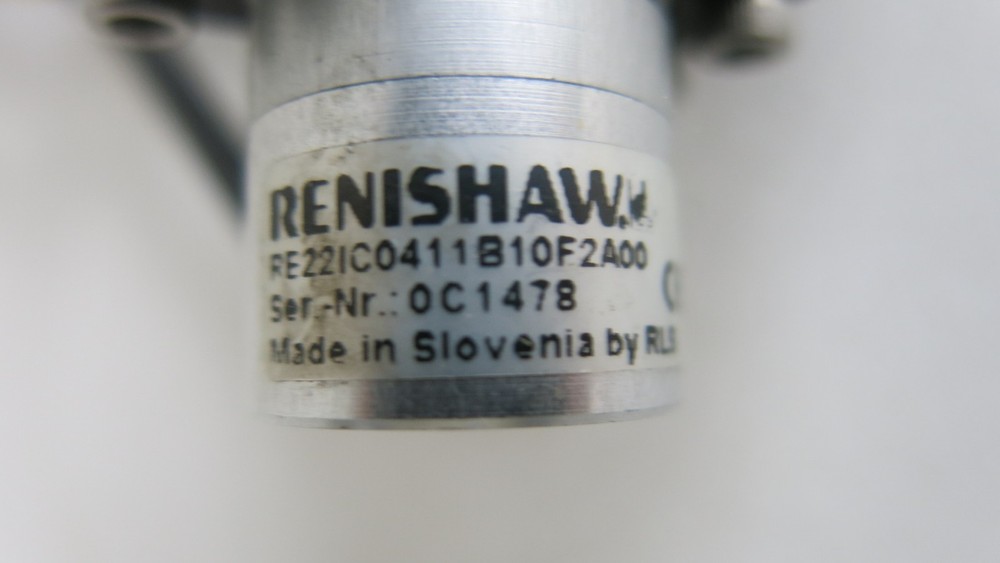 RENISHAW.
RE22IC0411B10F2A00
Ser.-Nr.: 0C1478
Made in Slovenia by RLS